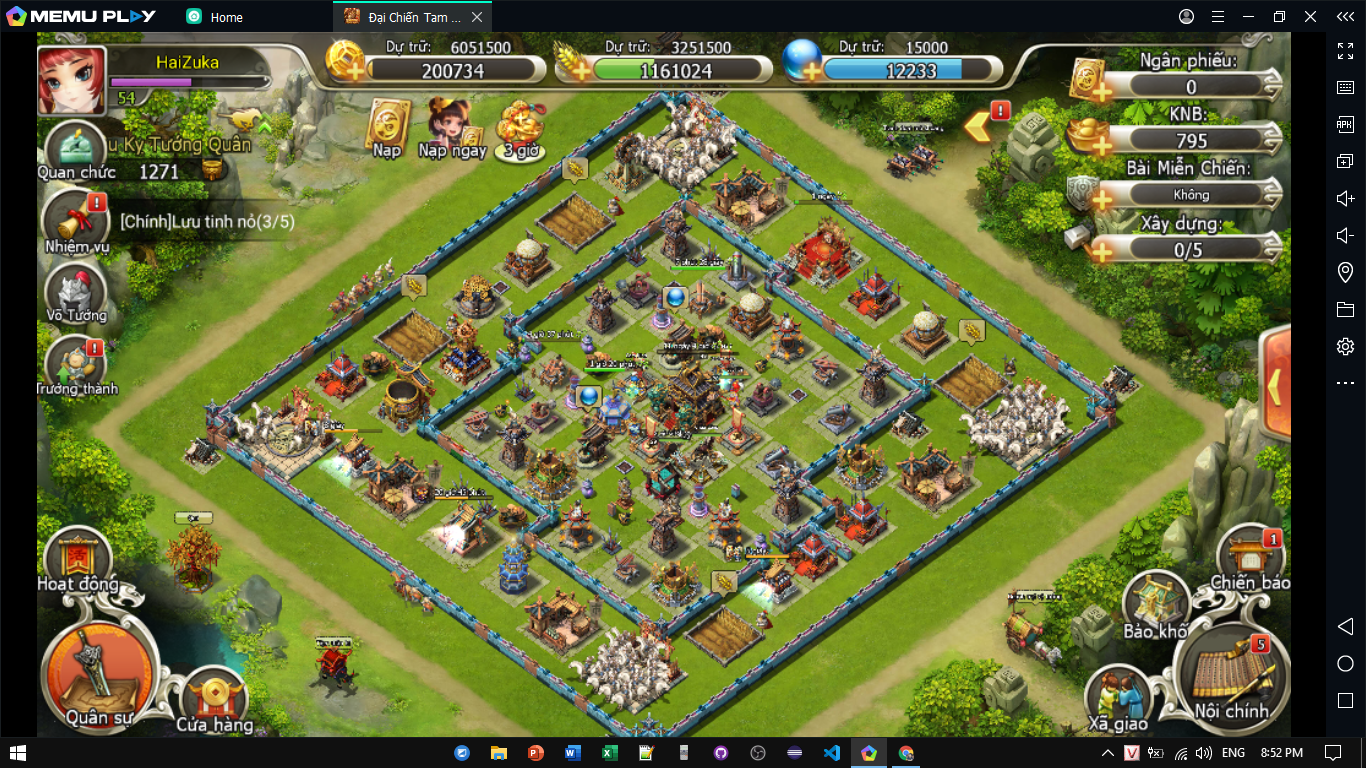 MEMU PLAY
Home
Đại Chiến Tam ...
HaiZuka
54
Dự trữ: 6051500
200734
Dự trữ: 3251500
1161024
Dự trữ: 15000
12233
Ngân phiếu:
0
KNB:
795
Bài Miễn Chiến:
Không
Xây dựng:
0/5
Nạp
Nạp ngay
3 giờ
u Kỵ Tướng Quân
Quan chức
1271
Nhiệm vụ
[Chính]Lưu tinh nỏ(3/5)
Võ Tướng
Trưởng thành
Hoạt động
Quân sự
Cửa hàng
1
Chiến báo
Bảo khố
5
Nội chính
Xã giao
APK
ENG
8:52 PM